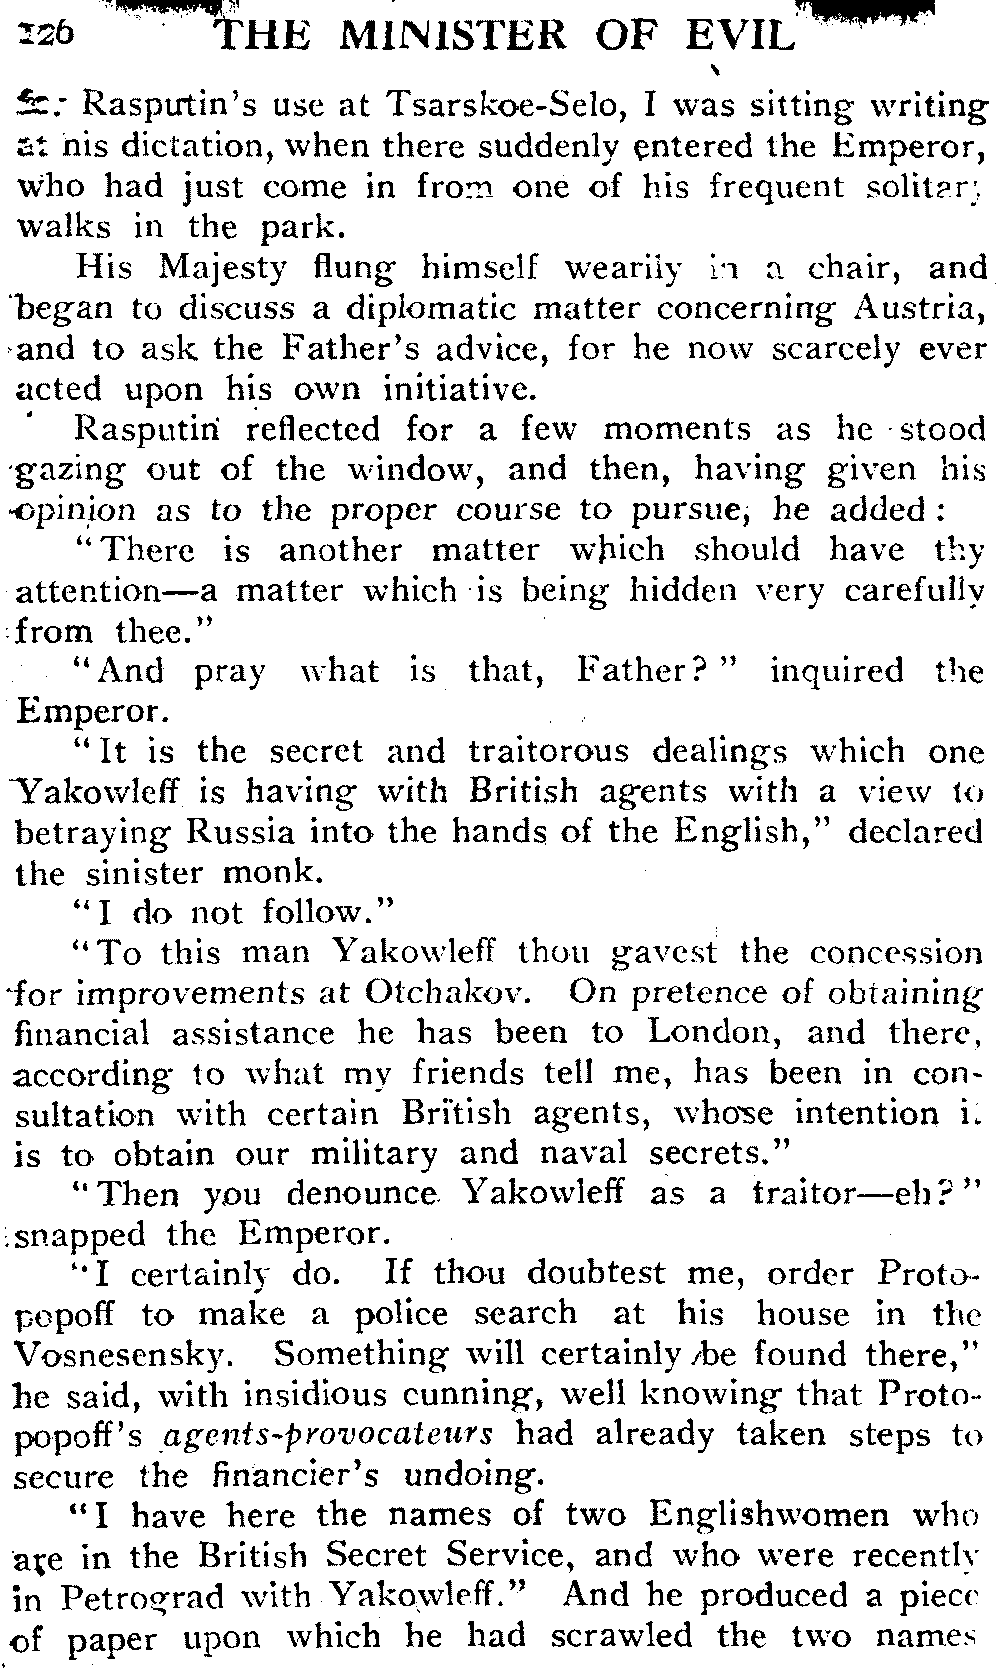 126 THE MINISTER OF EVIL
for Rasputin's use at Tsarskoe-Selo, I was sitting writing
at his dictation, when there suddenly entered the Emperor,
who had just come in from one of his frequent solitary
walks in the park.
His Majesty flung himself wearily in a chair, and
began to discuss a diplomatic matter concerning Austria,
and to ask the Father's advice, for he now scarcely ever
acted upon his own initiative.
Rasputin reflected for a few moments as he stood
gazing out of the window, and then, having given his
opinion as to the proper course to pursue, he added:
"There is another matter which should have thy
attention—a matter which is being hidden very carefully
from thee."
"And pray what is that, Father?" inquired the
Emperor.
"It is the secret and traitorous dealings which one
Yakowleff is having with British agents with a view to
betraying Russia into the hands of the English," declared
the sinister monk.
"I do not follow."
"To this man Yakowleff thou gavest the concession
for improvements at Otchakov. On pretence of obtaining
financial assistance he has been to London, and there,
according to what my friends tell me, has been in con-
sultation with certain British agents, whose intention it
is to obtain our military and naval secrets."
"Then you denounce Yakowleff as a traitor—eh?"
snapped the Emperor.
"I certainly do. If thou doubtest me, order Proto-
popoff to make a police search at his house in the
Vosnesensky. Something will certainly be found there,"
he said, with insidious cunning, well knowing that Proto-
popoff's agents-provocateurs had already taken steps to
secure the financier's undoing.
"I have here the names of two Englishwomen who
are in the British Secret Service, and who were recently
in Petrograd with Yakowleff." And he produced a piece
of paper upon which he had scrawled the two names